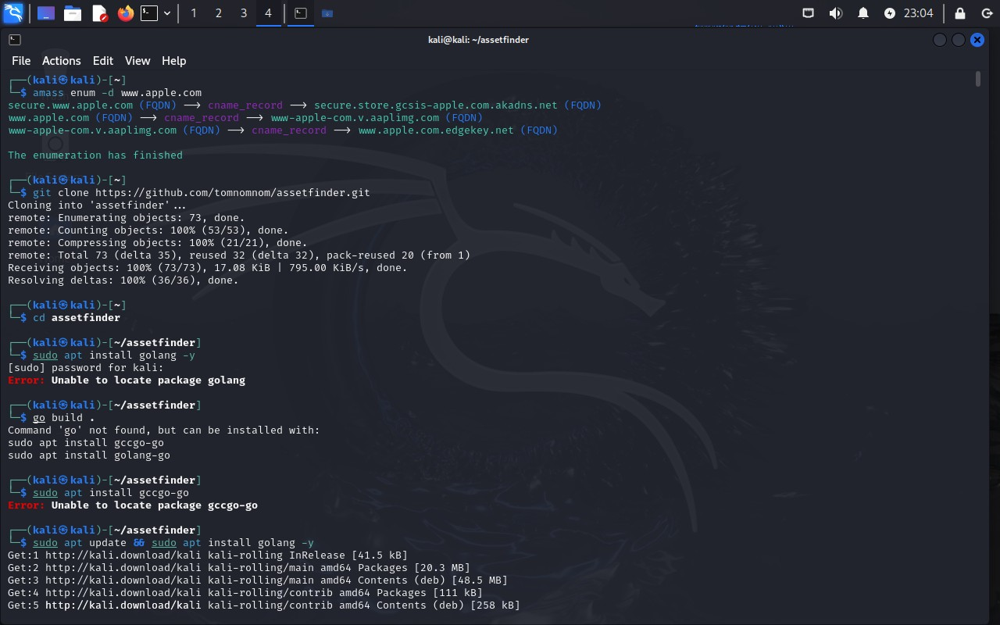 1 2 3 4 23:04
kali@kali: ~/assetfinder
File Actions Edit View Help
┌──(kali㉿kali)-[~]
└─$ amass enum -d www.apple.com
secure.www.apple.com (FQDN) ⟶ cname_record ⟶ secure.store.gcsis-apple.com.akadns.net (FQDN)
www.apple.com (FQDN) ⟶ cname_record ⟶ www-apple-com.v.aaplimg.com (FQDN)
www-apple-com.v.aaplimg.com (FQDN) ⟶ cname_record ⟶ www.apple.com.edgekey.net (FQDN)
The enumeration has finished
┌──(kali㉿kali)-[~]
└─$ git clone https://github.com/tomnomnom/assetfinder.git
Cloning into 'assetfinder'...
remote: Enumerating objects: 73, done.
remote: Counting objects: 100% (53/53), done.
remote: Compressing objects: 100% (21/21), done.
remote: Total 73 (delta 35), reused 32 (delta 32), pack-reused 20 (from 1)
Receiving objects: 100% (73/73), 17.08 KiB | 795.00 KiB/s, done.
Resolving deltas: 100% (36/36), done.
┌──(kali㉿kali)-[~]
└─$ cd assetfinder
┌──(kali㉿kali)-[~/assetfinder]
└─$ sudo apt install golang -y
[sudo] password for kali:
Error: Unable to locate package golang
┌──(kali㉿kali)-[~/assetfinder]
└─$ go build .
Command 'go' not found, but can be installed with:
sudo apt install gccgo-go
sudo apt install golang-go
┌──(kali㉿kali)-[~/assetfinder]
└─$ sudo apt install gccgo-go
Error: Unable to locate package gccgo-go
┌──(kali㉿kali)-[~/assetfinder]
└─$ sudo apt update && sudo apt install golang -y
Get:1 http://kali.download/kali kali-rolling InRelease [41.5 kB]
Get:2 http://kali.download/kali kali-rolling/main amd64 Packages [20.3 MB]
Get:3 http://kali.download/kali kali-rolling/main amd64 Contents (deb) [48.5 MB]
Get:4 http://kali.download/kali kali-rolling/contrib amd64 Packages [111 kB]
Get:5 http://kali.download/kali kali-rolling/contrib amd64 Contents (deb) [258 kB]